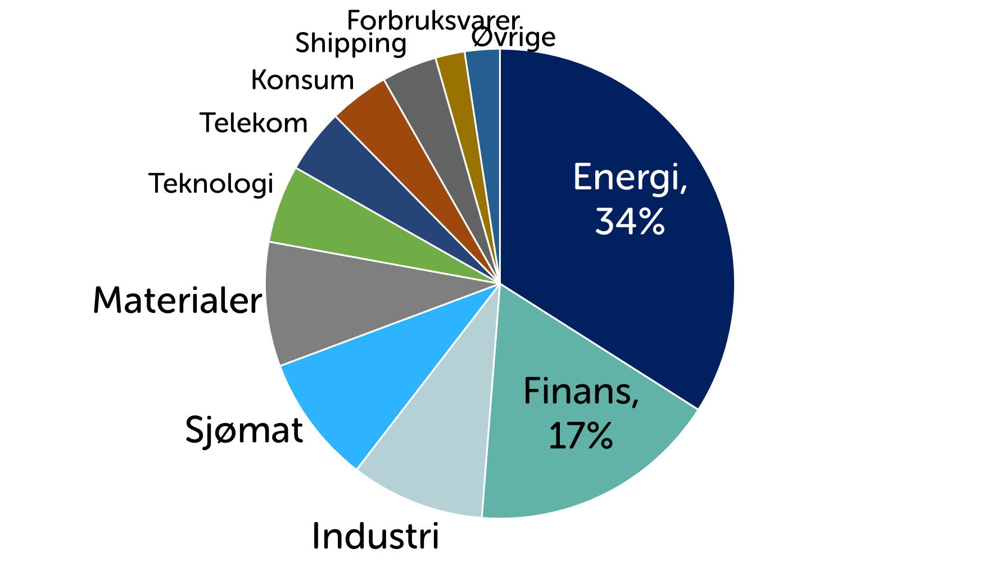 Forbruksvarer
Øvrige
Shipping
Konsum
Telekom
Teknologi
Materialer
Sjømat
Industri
Energi,
34%
Finans,
17%